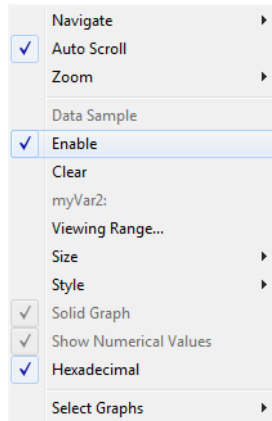 Navigate
Auto Scroll
Zoom
Data Sample
Enable
Clear
myVar2:
Viewing Range...
Size
Style
Solid Graph
Show Numerical Values
Hexadecimal
Select Graphs